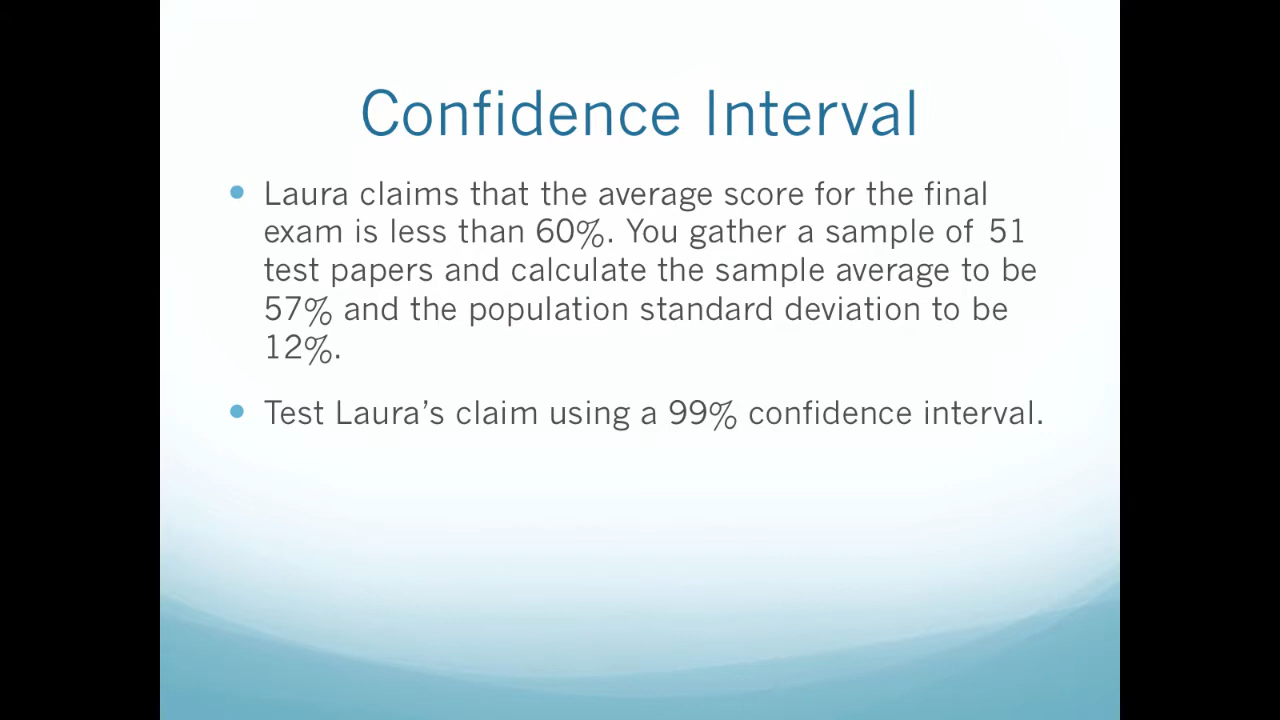 Confidence Interval
Laura claims that the average score for the final
exam is less than 60%. You gather a sample of 51
test papers and calculate the sample average to be
57% and the population standard deviation to be
12%.
Test Laura’s claim using a 99% confidence interval.